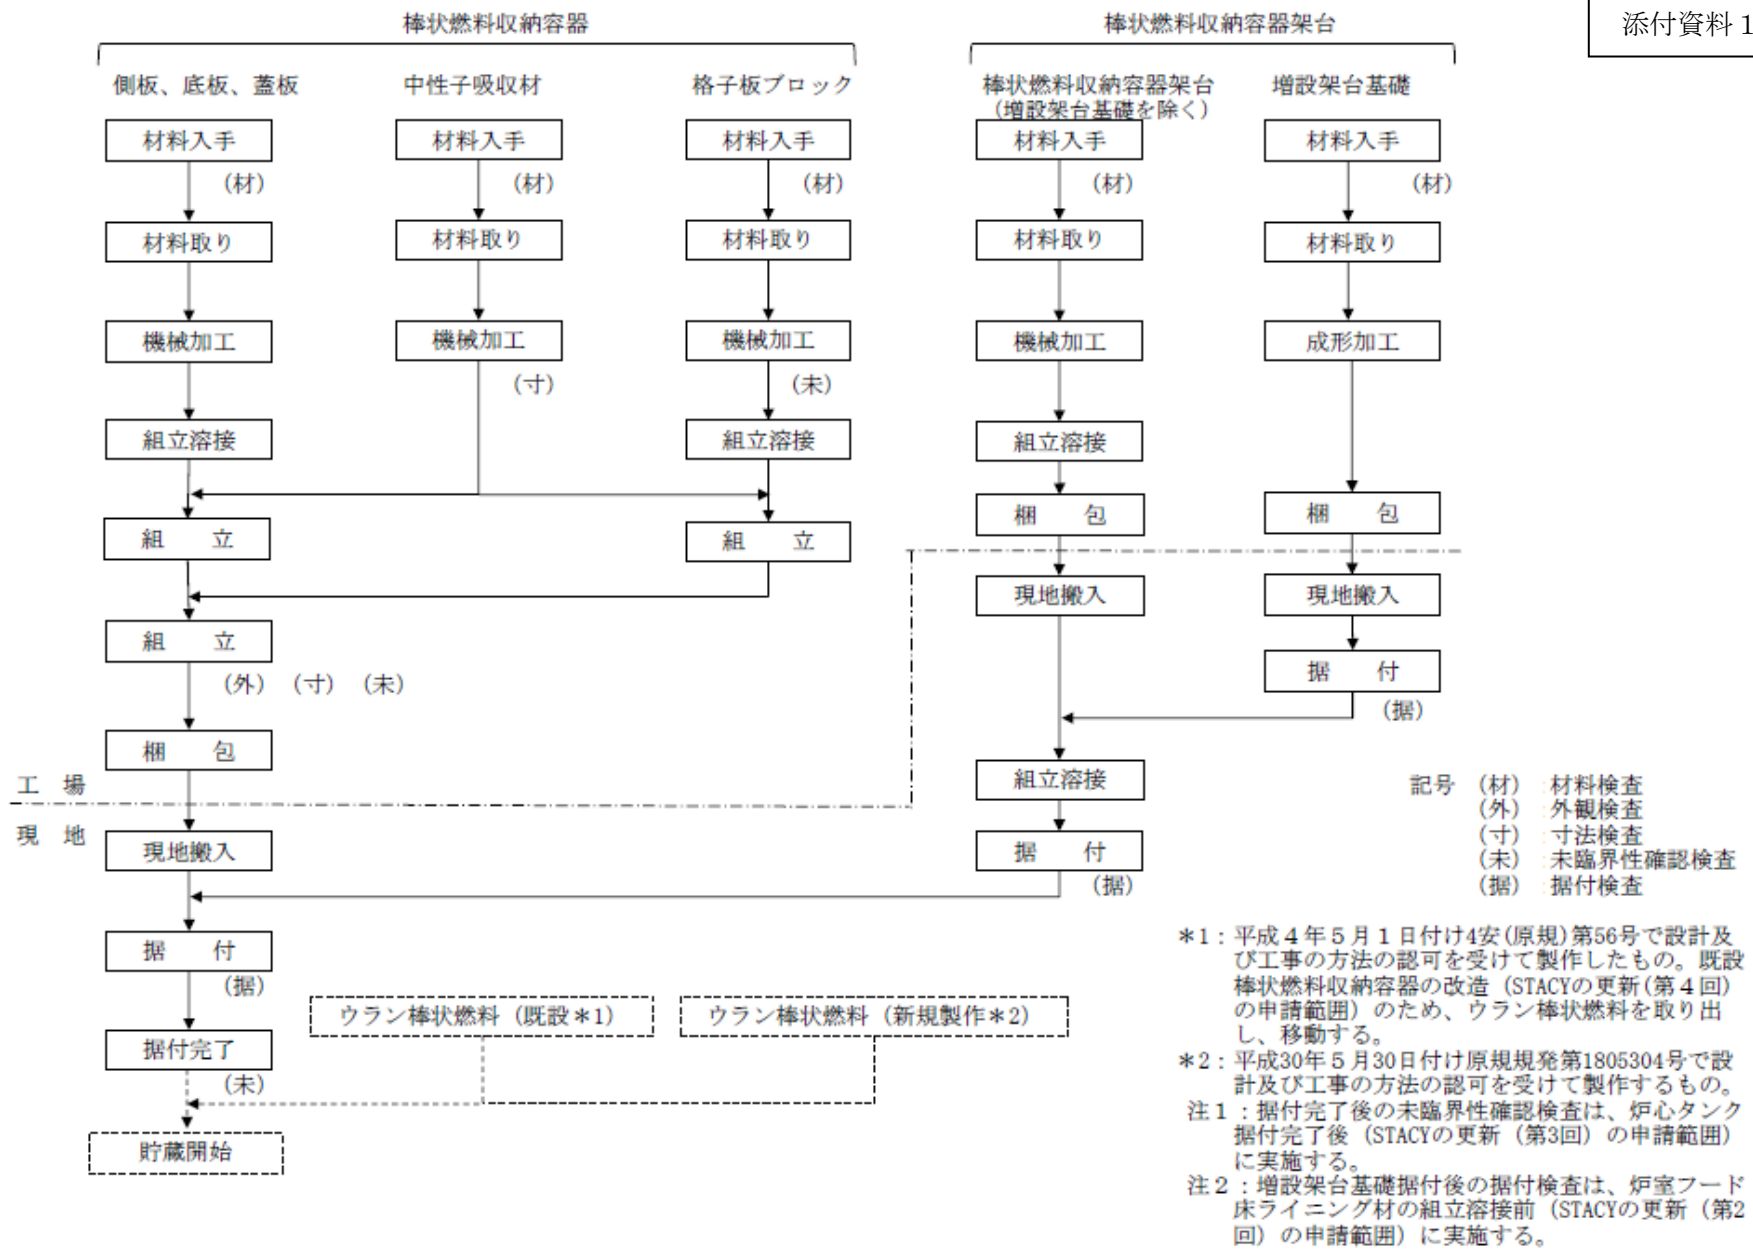 添付資料１
棒状燃料収納容器
棒状燃料収納容器架台
側板、底板、蓋板
中性子吸収材
格子板ブロック
棒状燃料収納容器架台
（増設架台基礎を除く）
増設架台基礎
材料入手
材料入手
材料入手
材料入手
材料入手
（材）
（材）
（材）
（材）
（材）
材料取り
材料取り
材料取り
材料取り
材料取り
機械加工
機械加工
機械加工
機械加工
成形加工
（寸）
（未）
組立溶接
組立溶接
組立溶接
梱　包
梱　包
組　立
組　立
現地搬入
現地搬入
組　立
（外）（寸）（未）
据　付
（据）
梱　包
工　場
現　地
組立溶接
現地搬入
据　付
（据）
据　付
（据）
ウラン棒状燃料（既設＊1）
ウラン棒状燃料（新規製作＊2）
据付完了
（未）
貯蔵開始
記号　（材）：材料検査
（外）：外観検査
（寸）：寸法検査
（未）：未臨界性確認検査
（据）：据付検査
＊1：平成４年５月１日付け4安(原規)第56号で設計及
び工事の方法の認可を受けて製作したもの。既設
棒状燃料収納容器の改造（STACYの更新(第４回)
の申請範囲）のため、ウラン棒状燃料を取り出
し、移動する。
＊2：平成30年５月30日付け原規規発第1805304号で設
計及び工事の方法の認可を受けて製作するもの。
注１：据付完了後の未臨界性確認検査は、炉心タンク
据付完了後（STACYの更新（第3回）の申請範囲）
に実施する。
注２：増設架台基礎据付後の据付検査は、炉室フード
床ライニング材の組立溶接前（STACYの更新（第2
回）の申請範囲）に実施する。